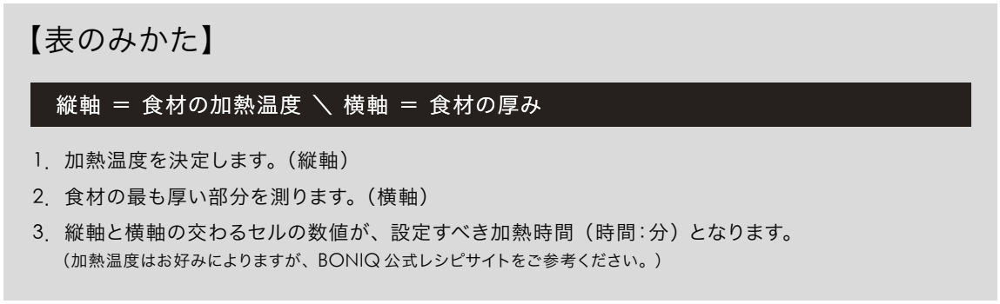 【表のみかた】
縦軸 ＝ 食材の加熱温度 ＼ 横軸 ＝ 食材の厚み
1. 加熱温度を決定します。（縦軸）
2. 食材の最も厚い部分を測ります。（横軸）
3. 縦軸と横軸の交わるセルの数値が、設定すべき加熱時間（時間：分）となります。
（加熱温度はお好みによりますが、BONIQ 公式レシピサイトをご参考ください。）